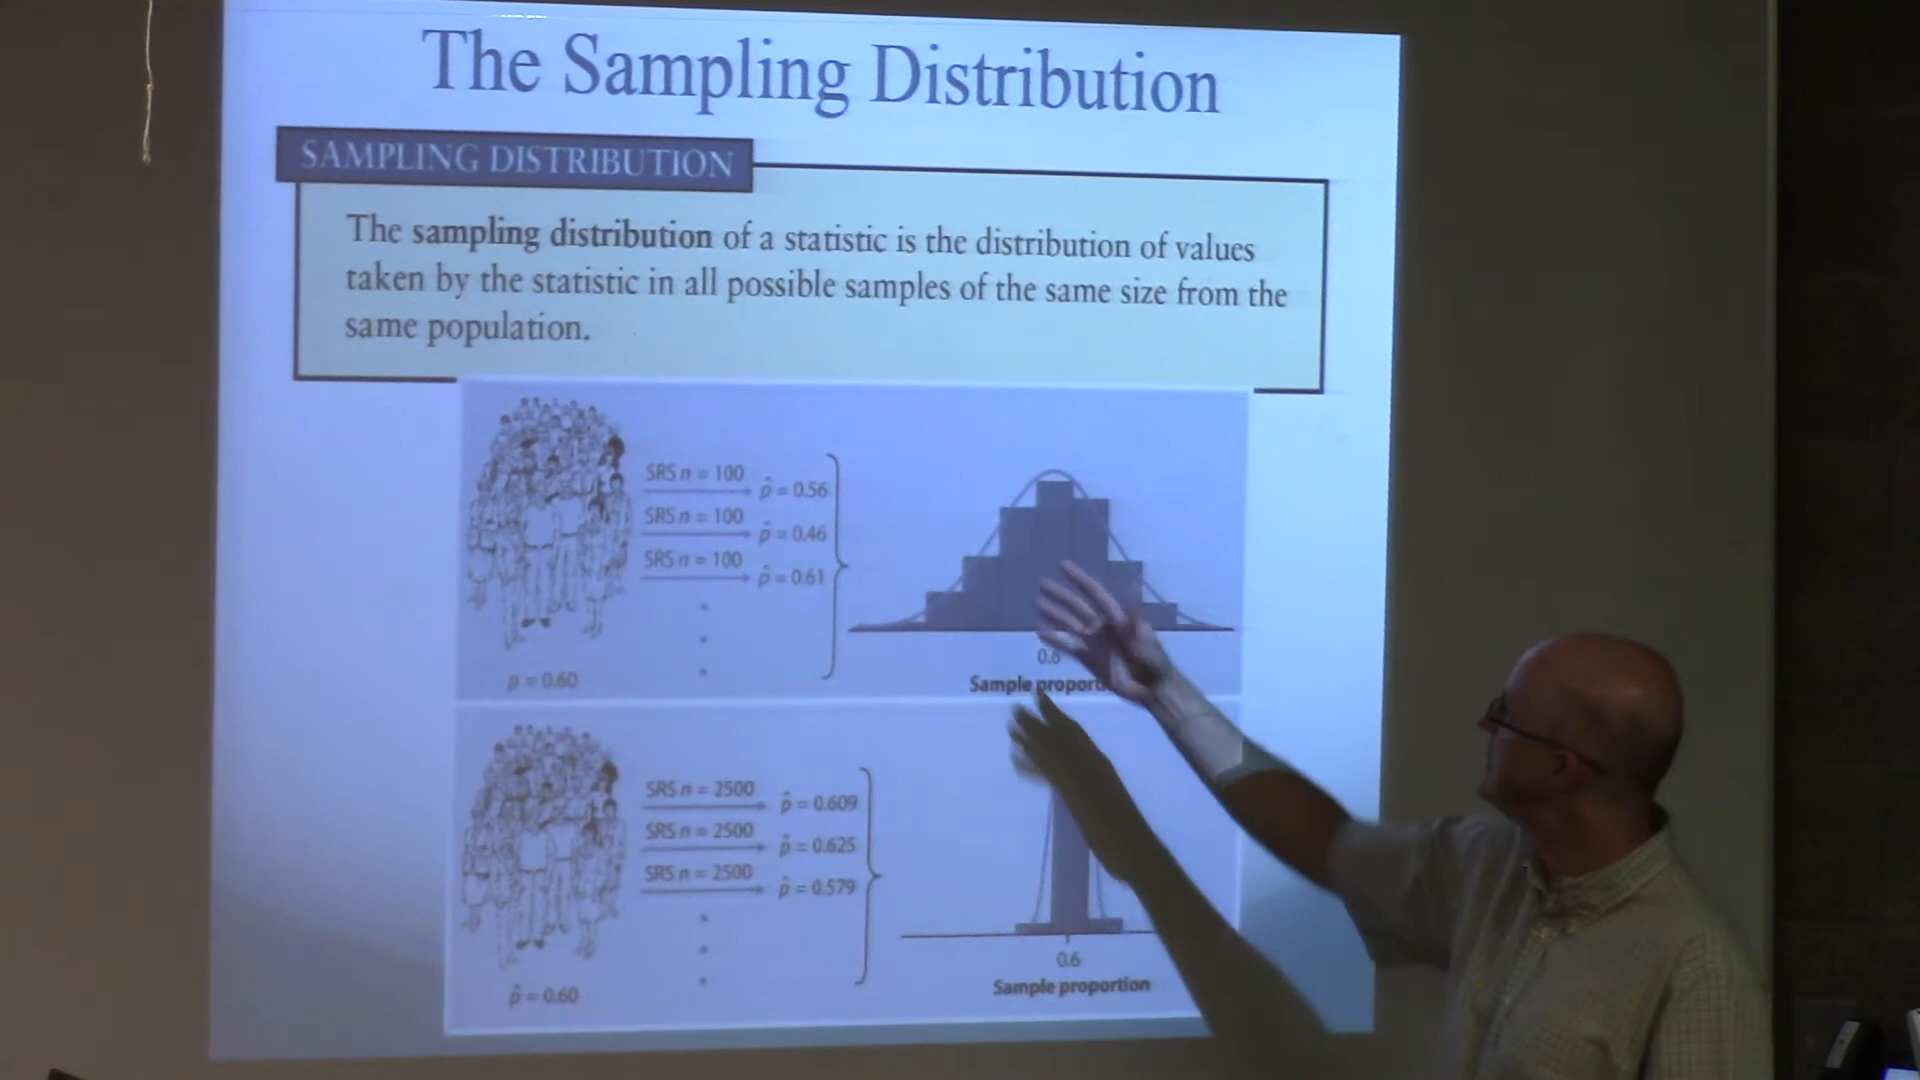 The Sampling Distribution
SAMPLING DISTRIBUTION
The sampling distribution of a statistic is the distribution of values
taken by the statistic in all possible samples of the same size from the
same population.
SRS n = 100
p̂ = 0.56
SRS n = 100
p̂ = 0.46
SRS n = 100
p̂ = 0.61
p = 0.60
0.6
Sample
SRS n = 2500
p̂ = 0.609
SRS n = 2500
p̂ = 0.625
SRS n = 2500
p̂ = 0.579
p̂ = 0.60
0.6
Sample proportion